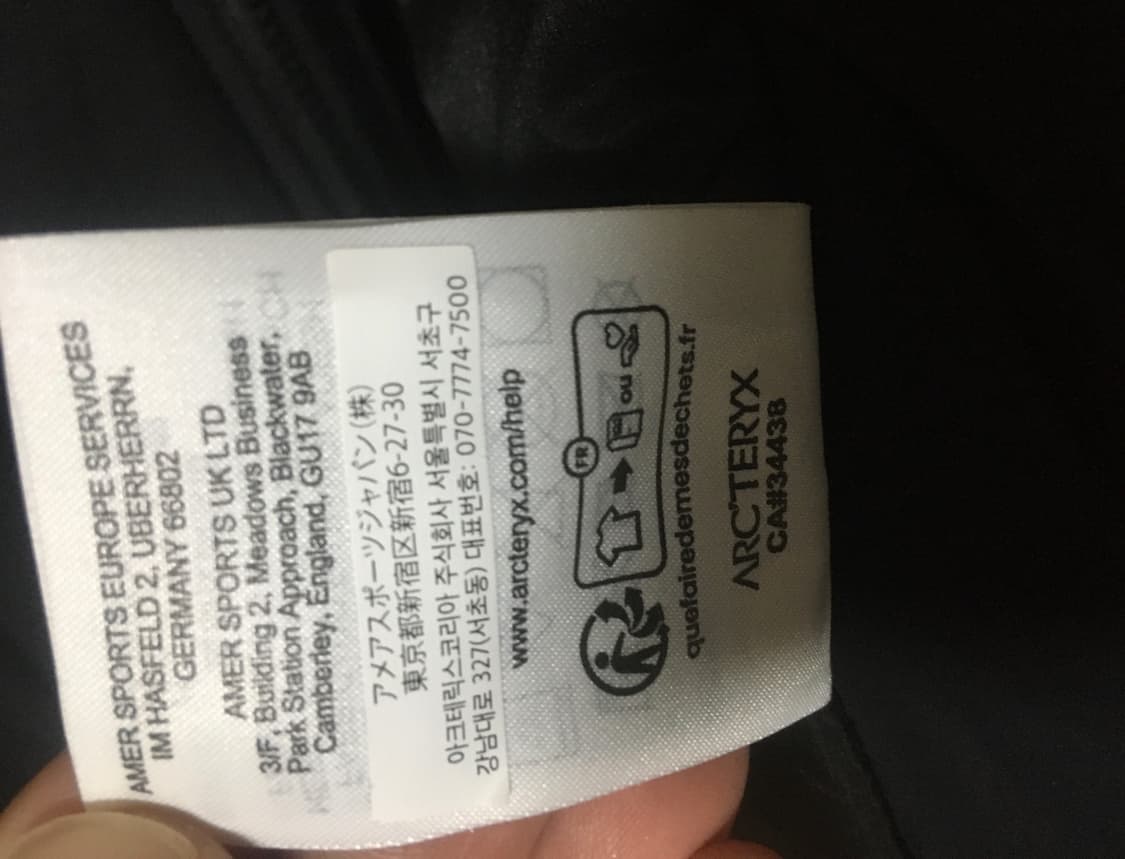 AMER SPORTS EUROPE SERVICES
IM HASFELD 2, UBERHERRN,
GERMANY 66802
AMER SPORTS UK LTD
3/F, Building 2, Meadows Business
Park Station Approach, Blackwater,
Camberley, England, GU17 9AB
アメアスポーツジャパン(株)
東京都新宿区新宿6-27-30
아크테릭스코리아 주식회사 서울특별시 서초구
강남대로 327(서초동) 대표번호: 070-7774-7500
www.arcteryx.com/help
FR
ou
quefairedemesdechets.fr
ARC'TERYX
CA#34438